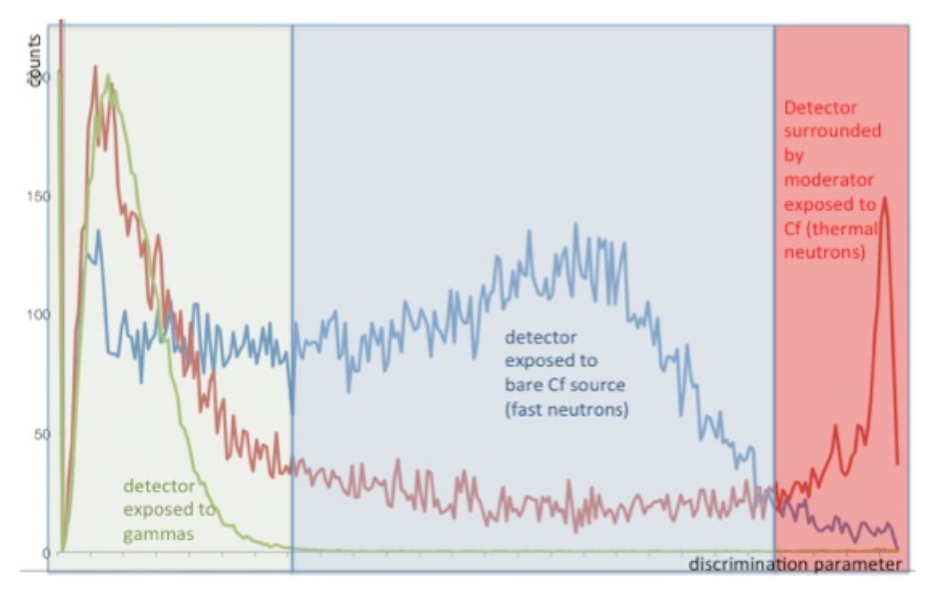 counts
200
150
100
50
0
detector
exposed to
gammas
detector
exposed to
bare Cf source
(fast neutrons)
Detector
surrounded
by
moderator
exposed to
Cf (thermal
neutrons)
discrimination parameter